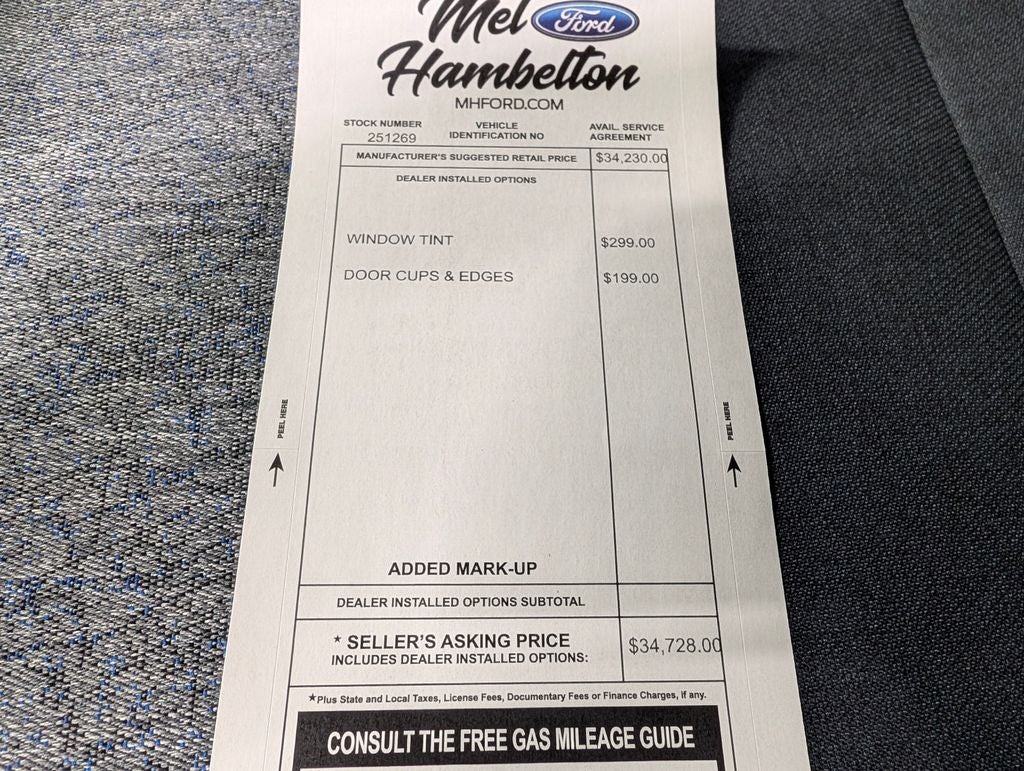 Mel Ford
Hambelton
MHFORD.COM
STOCK NUMBER
251269
VEHICLE
IDENTIFICATION NO
AVAIL. SERVICE
AGREEMENT
MANUFACTURER'S SUGGESTED RETAIL PRICE $34,230.00
DEALER INSTALLED OPTIONS
WINDOW TINT $299.00
DOOR CUPS & EDGES $199.00
PEEL HERE
PEEL HERE
ADDED MARK-UP
DEALER INSTALLED OPTIONS SUBTOTAL
* SELLER'S ASKING PRICE $34,728.00
INCLUDES DEALER INSTALLED OPTIONS:
*Plus State and Local Taxes, License Fees, Documentary Fees or Finance Charges, if any.
CONSULT THE FREE GAS MILEAGE GUIDE